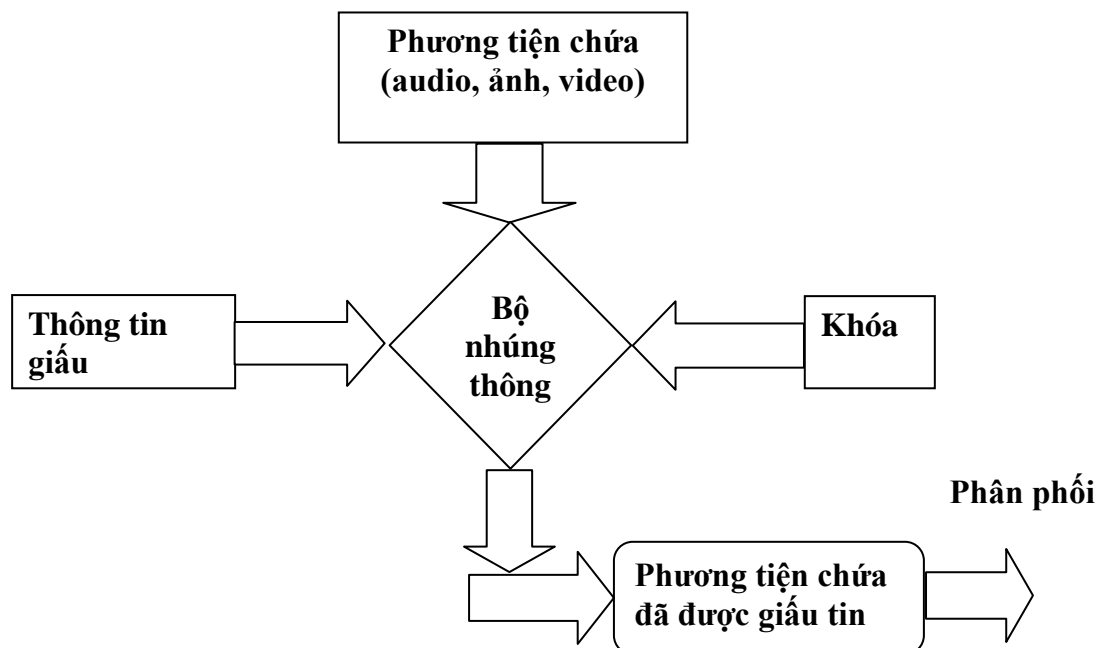 Phương tiện chứa
(audio, ảnh, video)
Thông tin
giấu
Bộ
nhúng
thông
Khóa
Phân phối
Phương tiện chứa
đã được giấu tin